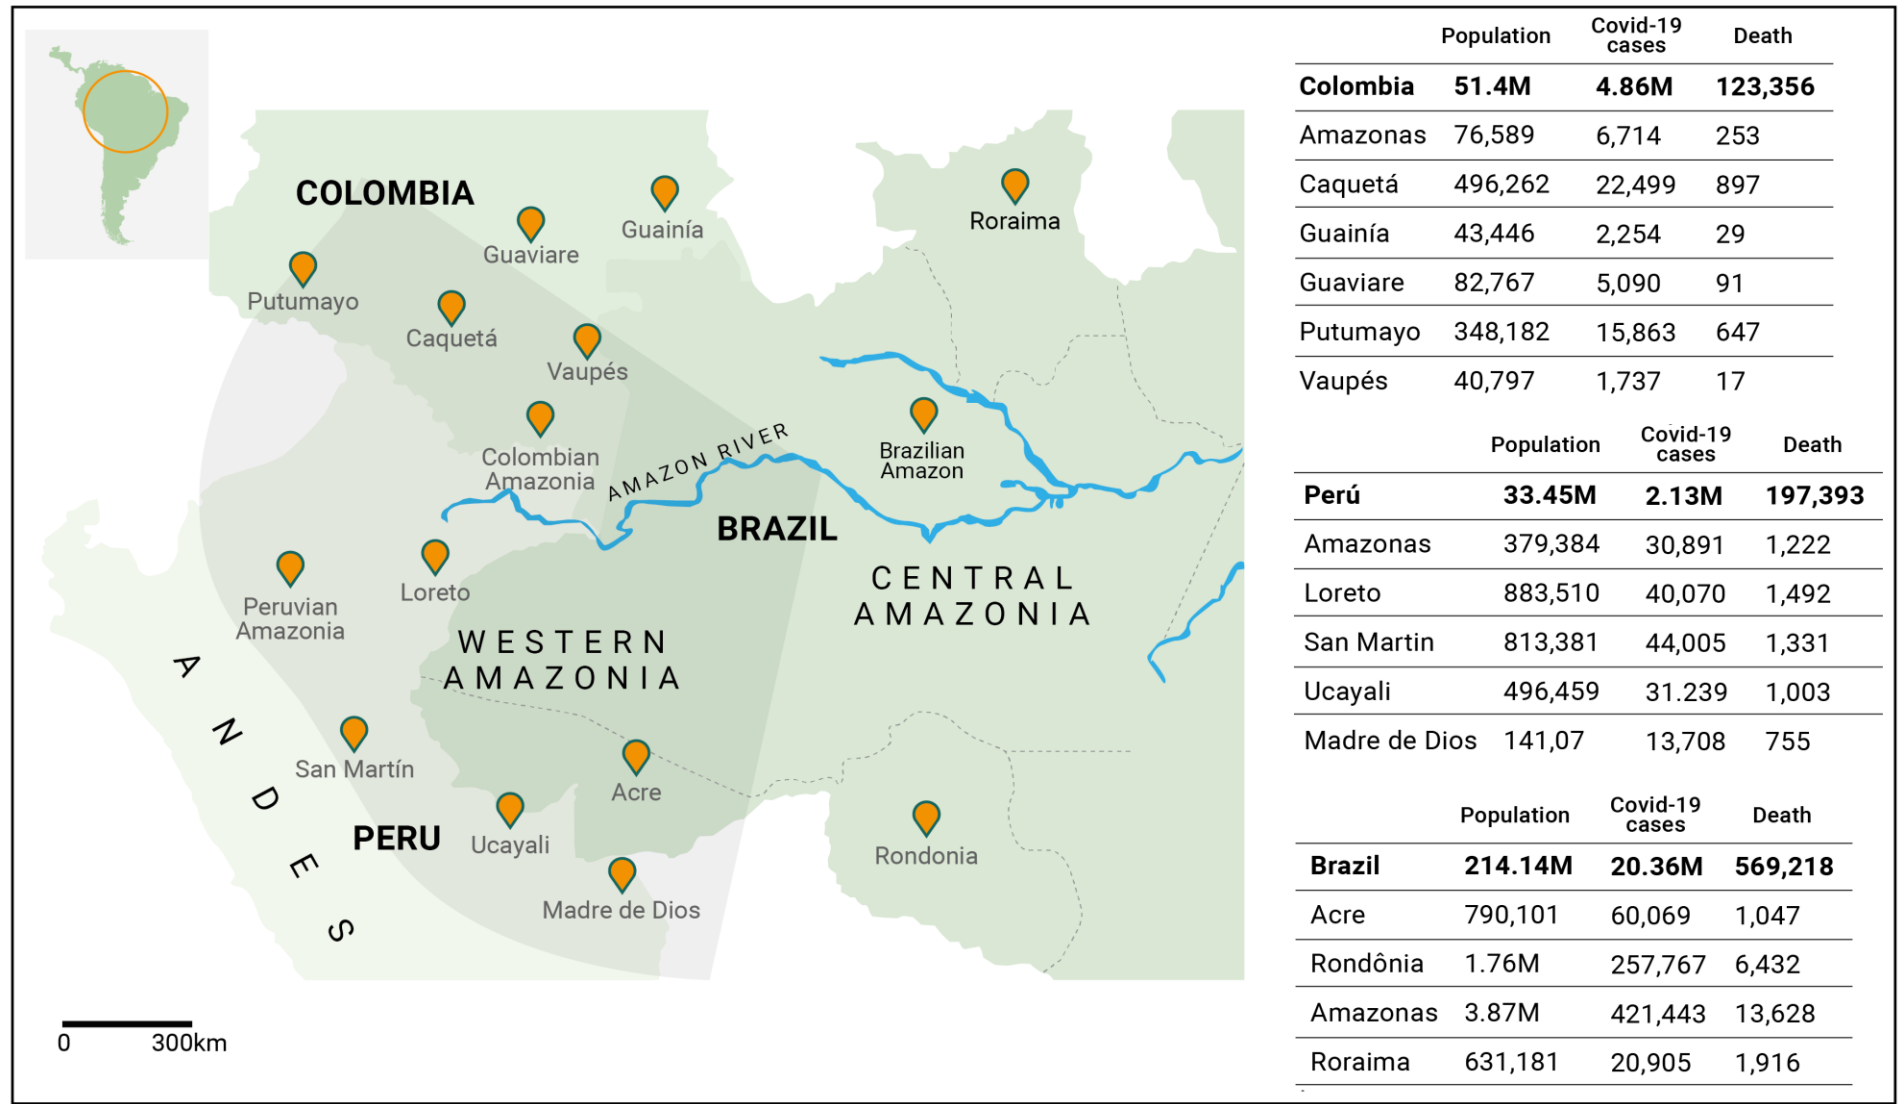 COLOMBIA
Guainía
Guaviare
Roraima
Putumayo
Caquetá
Vaupés
Colombian
Amazonia
AMAZON RIVER
Brazilian
Amazon
BRAZIL
Loreto
Peruvian
Amazonia
CENTRAL
AMAZONIA
WESTERN
AMAZONIA
ANDES
San Martín
Acre
PERU
Ucayali
Rondonia
Madre de Dios
0 300km
Population Covid-19 cases Death
Colombia 51.4M 4.86M 123,356
Amazonas 76,589 6,714 253
Caquetá 496,262 22,499 897
Guainía 43,446 2,254 29
Guaviare 82,767 5,090 91
Putumayo 348,182 15,863 647
Vaupés 40,797 1,737 17
Population Covid-19 cases Death
Perú 33.45M 2.13M 197,393
Amazonas 379,384 30,891 1,222
Loreto 883,510 40,070 1,492
San Martin 813,381 44,005 1,331
Ucayali 496,459 31.239 1,003
Madre de Dios 141,07 13,708 755
Population Covid-19 cases Death
Brazil 214.14M 20.36M 569,218
Acre 790,101 60,069 1,047
Rondônia 1.76M 257,767 6,432
Amazonas 3.87M 421,443 13,628
Roraima 631,181 20,905 1,916